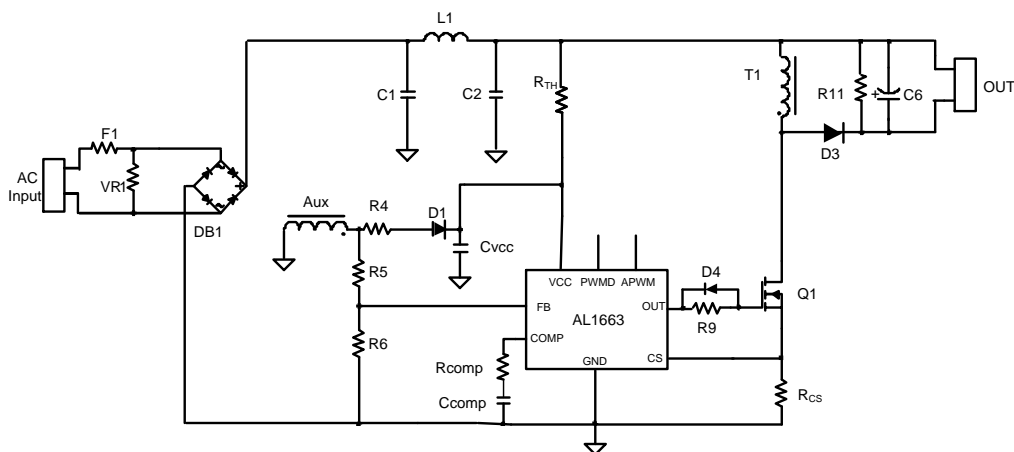 L1
T1
RTH
C1
C2
R11
+
C6
OUT
D3
F1
AC
Input
VR1
~
+
~
DB1
Aux
R4
D1
Cvcc
R5
VCC
PWMD
APWM
D4
Q1
FB
OUT
AL1663
R9
R6
COMP
CS
GND
Rcomp
Ccomp
RCS